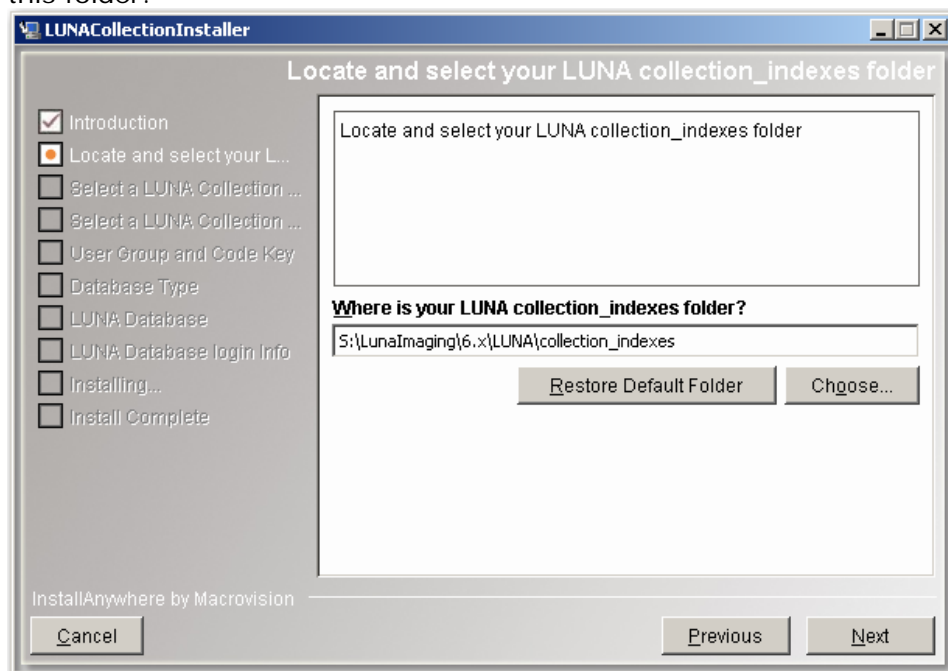 this folder?
LUNACollectionInstaller
Locate and select your LUNA collection_indexes folder
Introduction
Locate and select your L...
Select a LUNA Collection ...
Select a LUNA Collection ...
User Group and Code Key
Database Type
LUNA Database
LUNA Database login Info
Installing...
Install Complete
Locate and select your LUNA collection_indexes folder
Where is your LUNA collection_indexes folder?
S:\LunaImaging\6.x\LUNA\collection_indexes
Restore Default Folder
Choose...
InstallAnywhere by Macrovision
Cancel
Previous
Next